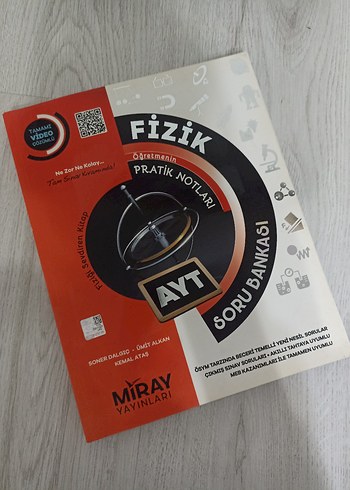 TAMAMI
VİDEO
ÇÖZÜMLÜ
Ne Zor Ne Kolay...
Tam Sınav Kıvamında!
FİZİK
Öğretmenin
PRATİK NOTLARI
Fiziği Sevdiren Kitap
AYT
SORU BANKASI
SONER DALGIÇ - ÜMİT ALKAN
KEMAL ATAŞ
MİRAY
YAYINLARI
ÖSYM TARZINDA BECERİ TEMELLİ YENİ NESİL SORULAR
ÇIKMIŞ SINAV SORULARI • AKILLI TAHTAYA UYUMLU
MEB KAZANIMLARI İLE TAMAMEN UYUMLU